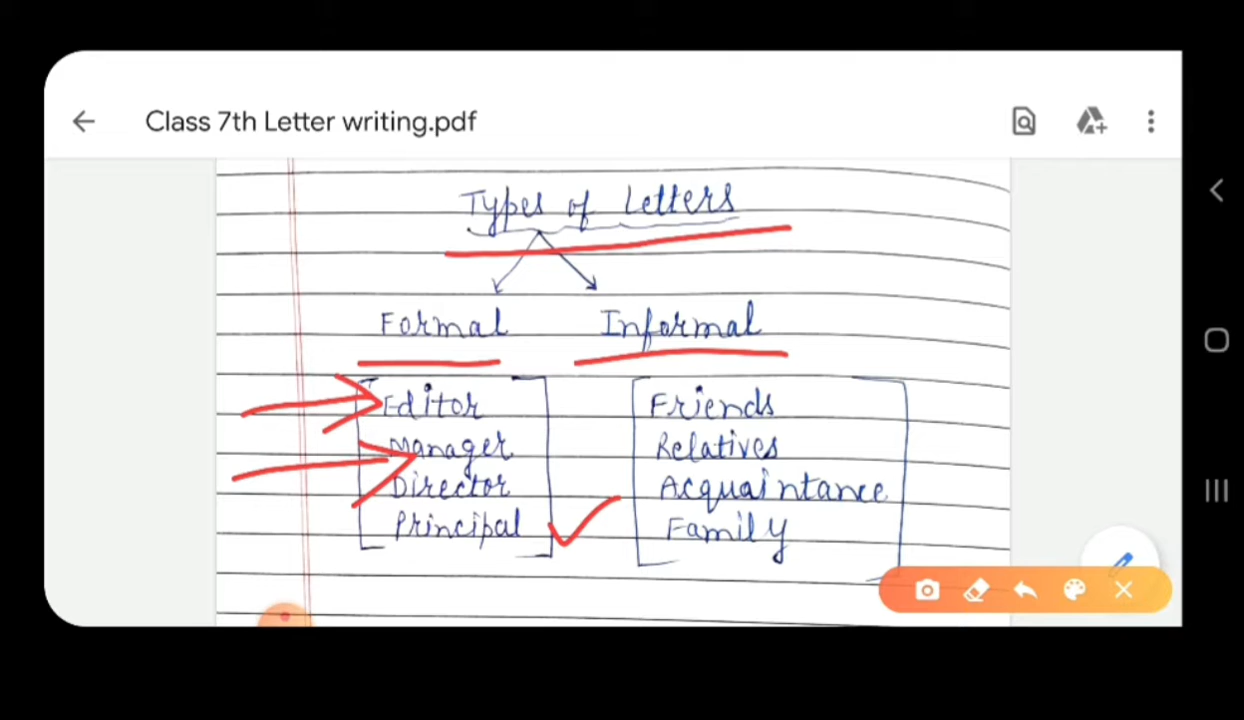 Class 7th Letter writing.pdf
Types of Letters
Formal Informal
Editor Friends
Manager Relatives
Director Acquaintance
Principal Family